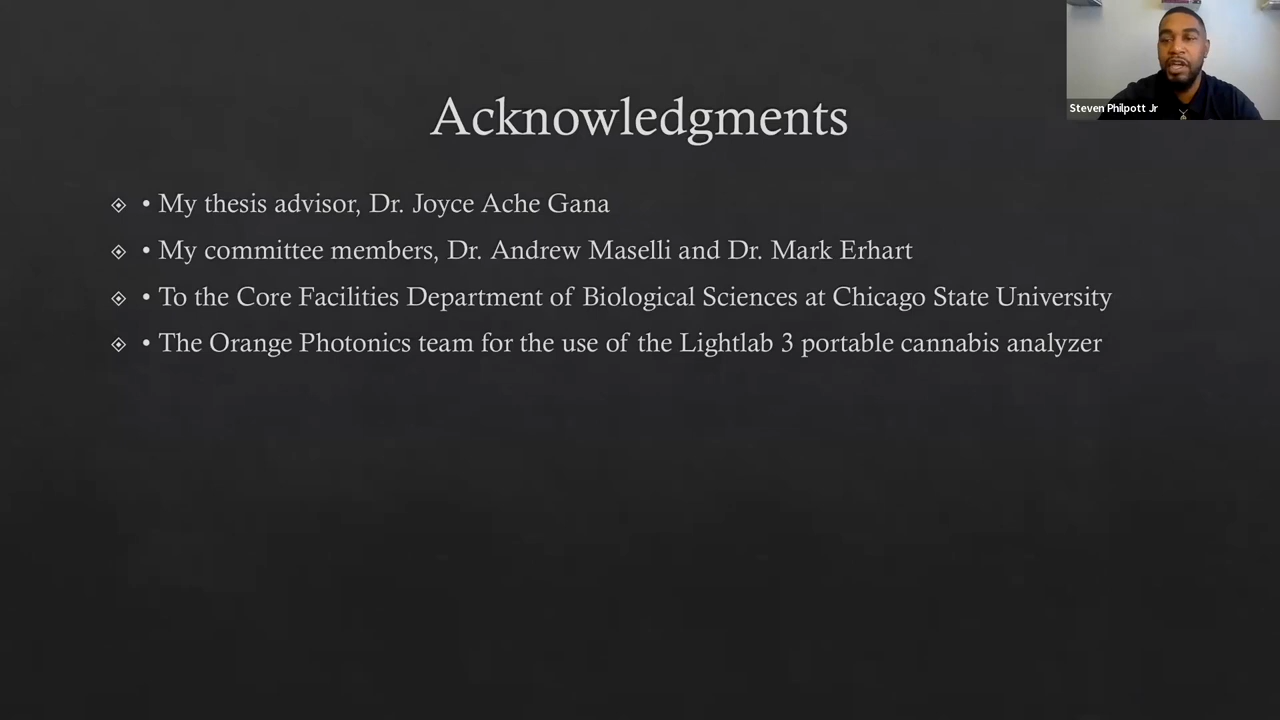 Steven Philpott Jr
Acknowledgments
• My thesis advisor, Dr. Joyce Ache Gana
• My committee members, Dr. Andrew Maselli and Dr. Mark Erhart
• To the Core Facilities Department of Biological Sciences at Chicago State University
• The Orange Photonics team for the use of the Lightlab 3 portable cannabis analyzer